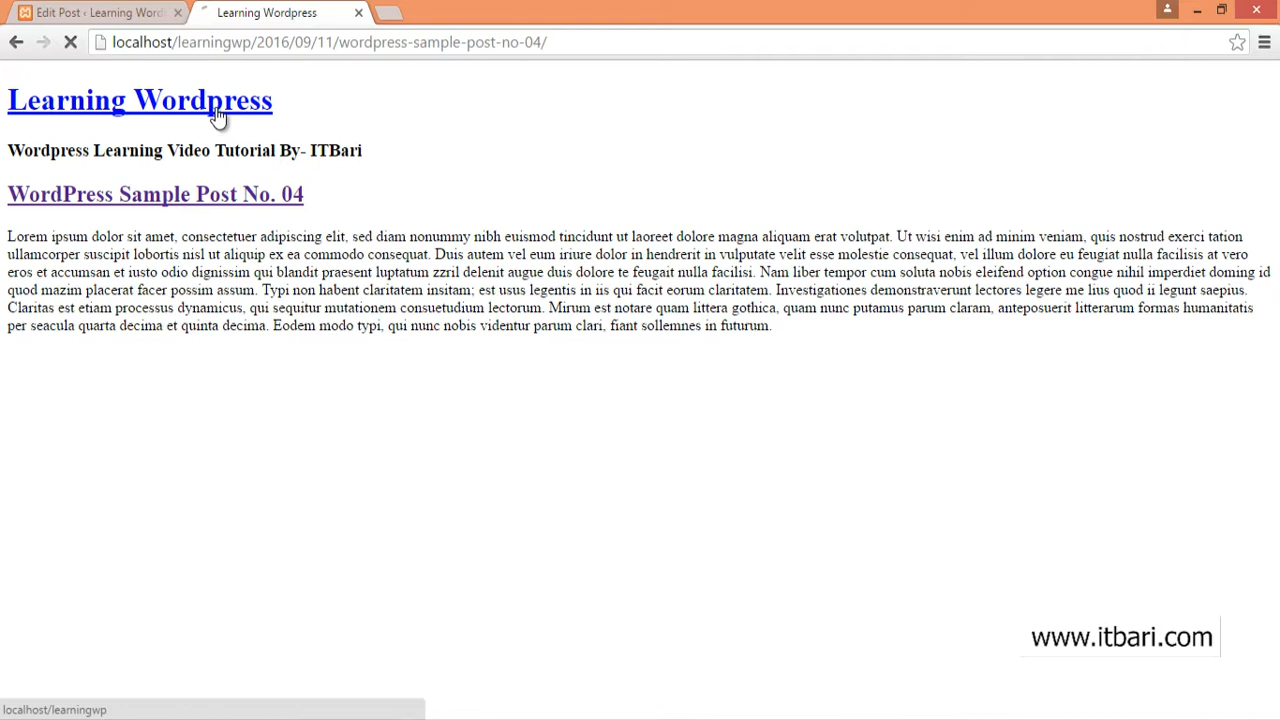 Edit Post ‹ Learning Word
Learning Wordpress
localhost/learningwp/2016/09/11/wordpress-sample-post-no-04/
Learning Wordpress
Wordpress Learning Video Tutorial By- ITBari
WordPress Sample Post No. 04
Lorem ipsum dolor sit amet, consectetuer adipiscing elit, sed diam nonummy nibh euismod tincidunt ut laoreet dolore magna aliquam erat volutpat. Ut wisi enim ad minim veniam, quis nostrud exerci tation
ullamcorper suscipit lobortis nisl ut aliquip ex ea commodo consequat. Duis autem vel eum iriure dolor in hendrerit in vulputate velit esse molestie consequat, vel illum dolore eu feugiat nulla facilisis at vero
eros et accumsan et iusto odio dignissim qui blandit praesent luptatum zzril delenit augue duis dolore te feugait nulla facilisi. Nam liber tempor cum soluta nobis eleifend option congue nihil imperdiet doming id
quod mazim placerat facer possim assum. Typi non habent claritatem insitam; est usus legentis in iis qui facit eorum claritatem. Investigationes demonstraverunt lectores legere me lius quod ii legunt saepius.
Claritas est etiam processus dynamicus, qui sequitur mutationem consuetudium lectorum. Mirum est notare quam littera gothica, quam nunc putamus parum claram, anteposuerit litterarum formas humanitatis
per seacula quarta decima et quinta decima. Eodem modo typi, qui nunc nobis videntur parum clari, fiant sollemnes in futurum.
www.itbari.com
localhost/learningwp